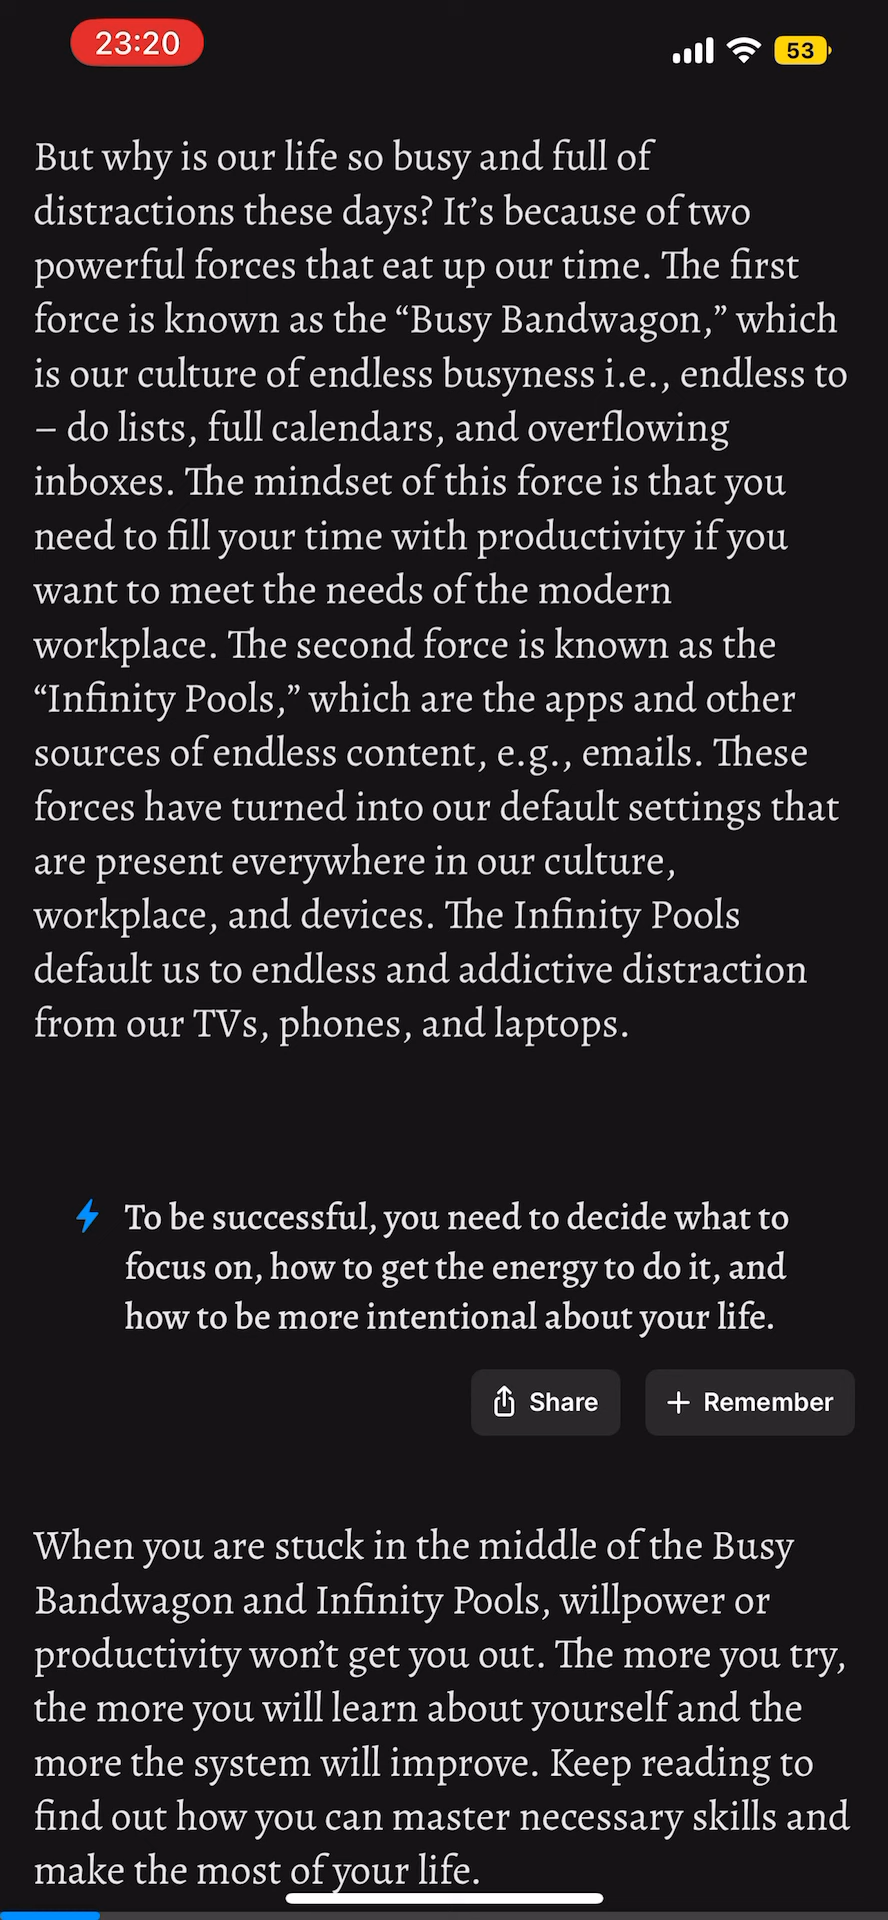 23:20
53
But why is our life so busy and full of
distractions these days? It’s because of two
powerful forces that eat up our time. The first
force is known as the “Busy Bandwagon,” which
is our culture of endless busyness i.e., endless to
– do lists, full calendars, and overflowing
inboxes. The mindset of this force is that you
need to fill your time with productivity if you
want to meet the needs of the modern
workplace. The second force is known as the
“Infinity Pools,” which are the apps and other
sources of endless content, e.g., emails. These
forces have turned into our default settings that
are present everywhere in our culture,
workplace, and devices. The Infinity Pools
default us to endless and addictive distraction
from our TVs, phones, and laptops.
To be successful, you need to decide what to
focus on, how to get the energy to do it, and
how to be more intentional about your life.
Share
Remember
When you are stuck in the middle of the Busy
Bandwagon and Infinity Pools, willpower or
productivity won’t get you out. The more you try,
the more you will learn about yourself and the
more the system will improve. Keep reading to
find out how you can master necessary skills and
make the most of your life.